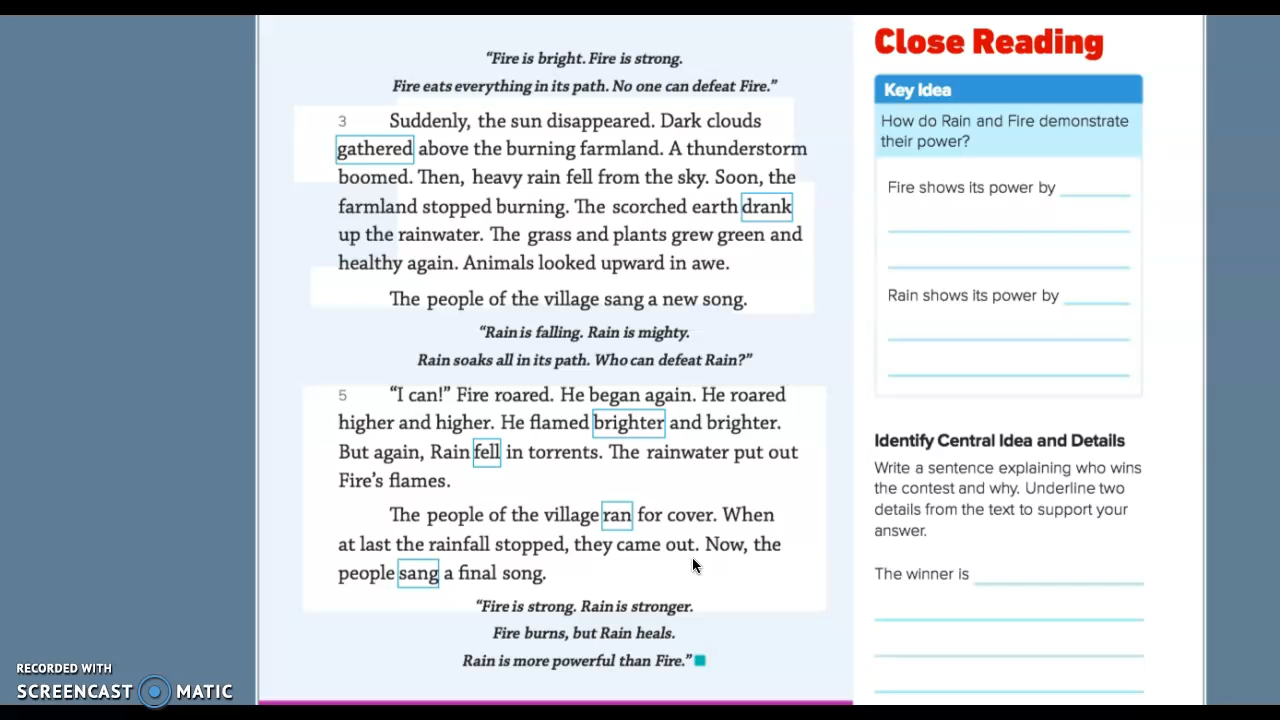 "Fire is bright. Fire is strong.
Fire eats everything in its path. No one can defeat Fire."
3 Suddenly, the sun disappeared. Dark clouds
gathered above the burning farmland. A thunderstorm
boomed. Then, heavy rain fell from the sky. Soon, the
farmland stopped burning. The scorched earth drank
up the rainwater. The grass and plants grew green and
healthy again. Animals looked upward in awe.
The people of the village sang a new song.
"Rain is falling. Rain is mighty.
Rain soaks all in its path. Who can defeat Rain?"
5 "I can!" Fire roared. He began again. He roared
higher and higher. He flamed brighter and brighter.
But again, Rain fell in torrents. The rainwater put out
Fire's flames.
The people of the village ran for cover. When
at last the rainfall stopped, they came out. Now, the
people sang a final song.
"Fire is strong. Rain is stronger.
Fire burns, but Rain heals.
Rain is more powerful than Fire."
Close Reading
Key Idea
How do Rain and Fire demonstrate
their power?
Fire shows its power by
Rain shows its power by
Identify Central Idea and Details
Write a sentence explaining who wins
the contest and why. Underline two
details from the text to support your
answer.
The winner is
RECORDED WITH
SCREENCAST MATIC